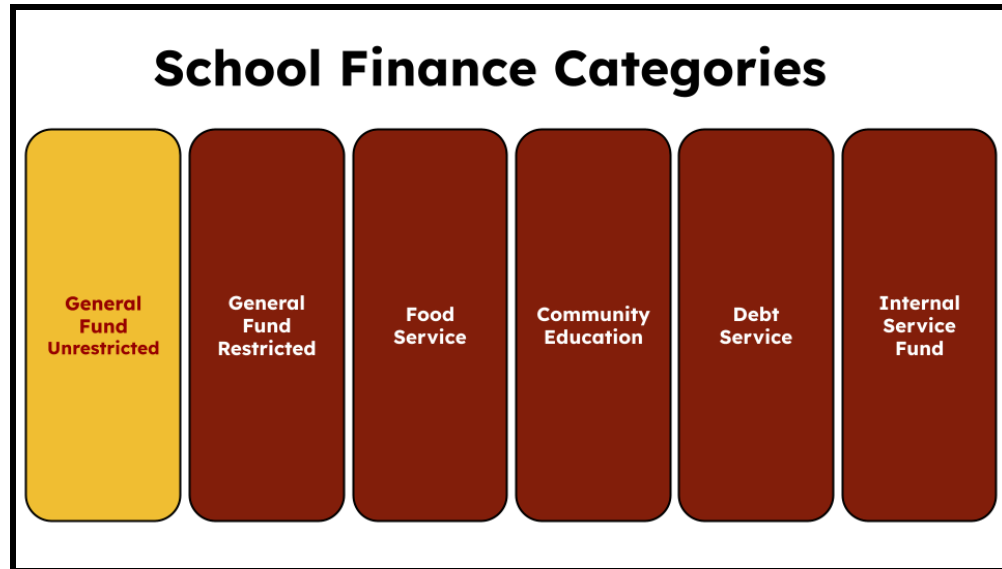 School Finance Categories
General
Fund
Unrestricted
General
Fund
Restricted
Food
Service
Community
Education
Debt
Service
Internal
Service
Fund